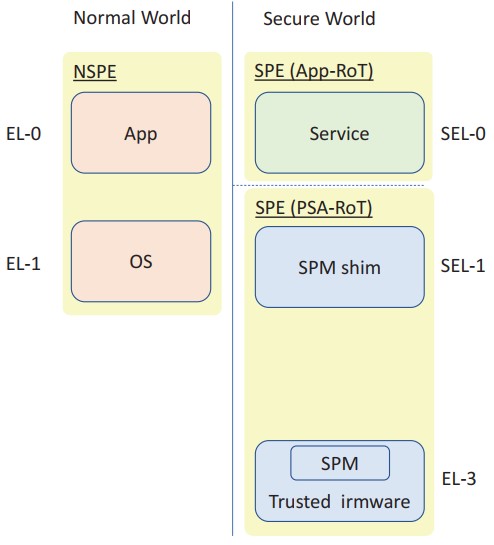 Normal World
Secure World
NSPE
SPE (App-RoT)
EL-0
App
Service
SEL-0
SPE (PSA-RoT)
EL-1
OS
SPM shim
SEL-1
SPM
EL-3
Trusted irmware